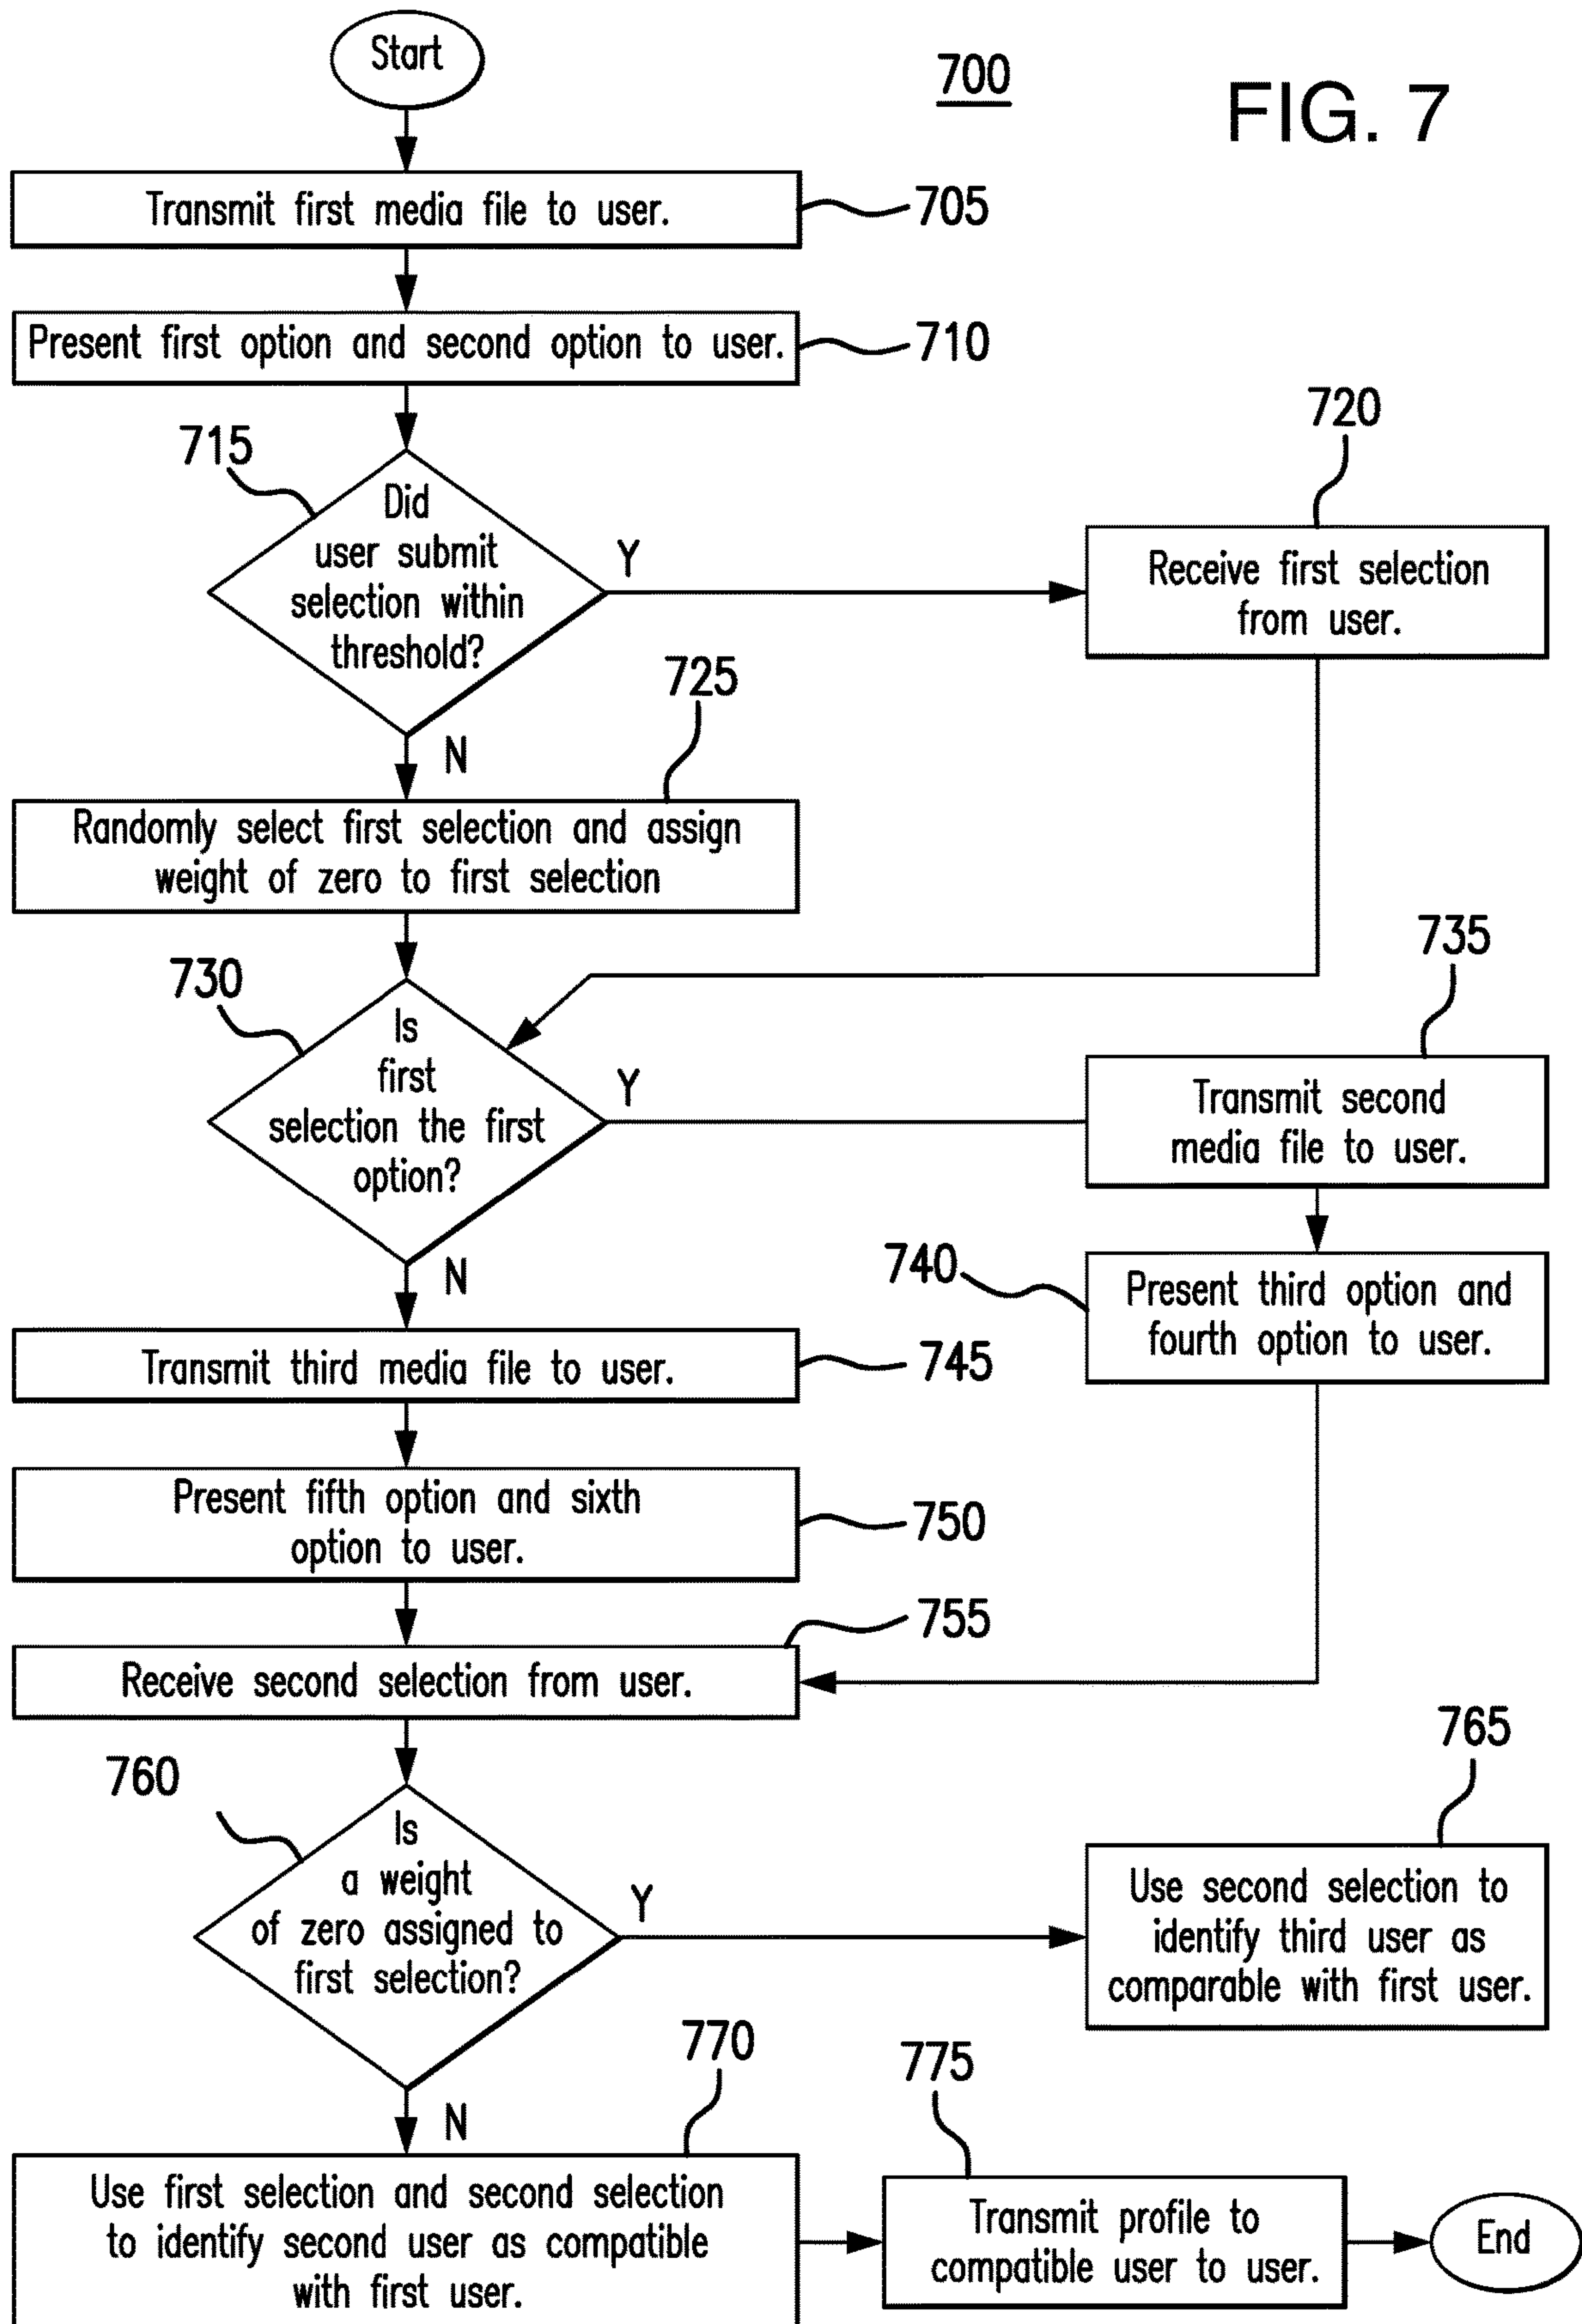 Start
700
FIG. 7
Transmit first media file to user.
705
Present first option and second option to user.
710
715
Did
user submit
selection within
threshold?
Y
N
720
Receive first selection
from user.
725
Randomly select first selection and assign
weight of zero to first selection
730
Is
first
selection the first
option?
Y
N
735
Transmit second
media file to user.
740
Present third option and
fourth option to user.
Transmit third media file to user.
745
Present fifth option and sixth
option to user.
750
755
Receive second selection from user.
760
Is
a weight
of zero assigned to
first selection?
Y
N
765
Use second selection to
identify third user as
comparable with first user.
770
Use first selection and second selection
to identify second user as compatible
with first user.
775
Transmit profile to
compatible user to user.
End